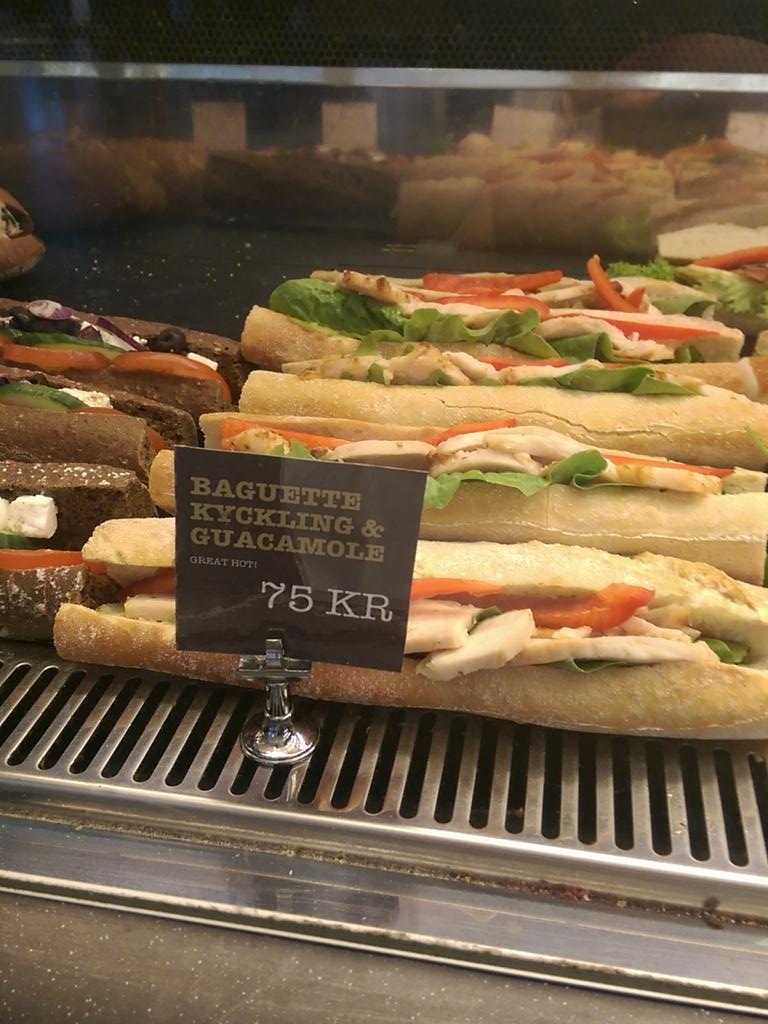 BAGUETTE
KYCKLING &
GUACAMOLE
GREAT HOT!
75 KR